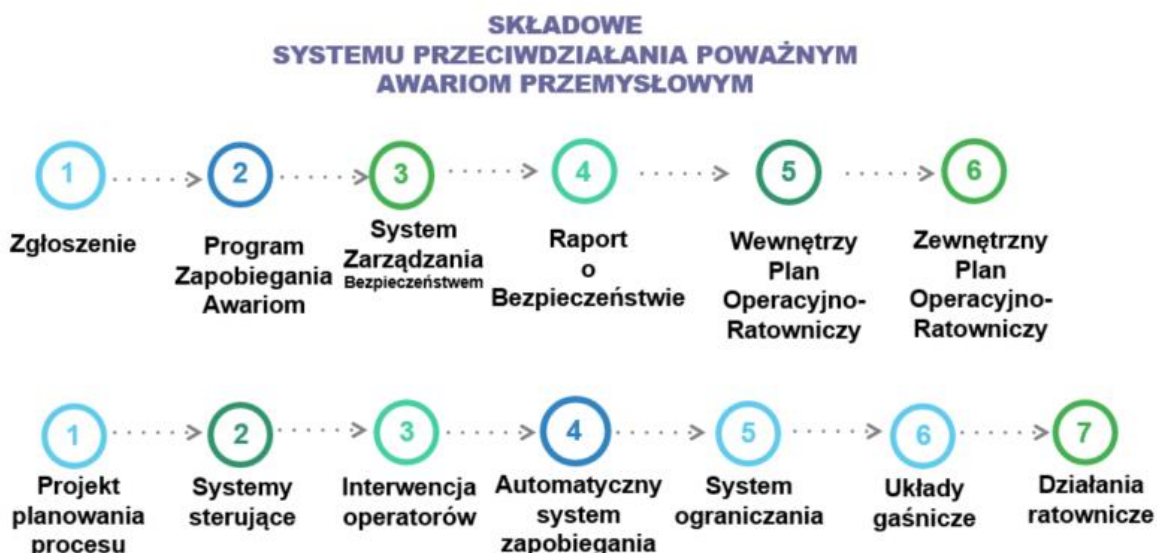 SKŁADOWE
SYSTEMU PRZECIWDZIAŁANIA POWAŻNYM
AWARIOM PRZEMYSŁOWYM
1
Zgłoszenie
2
Program
Zapobiegania
Awariom
3
System
Zarządzania
Bezpieczeństwem
4
Raport
o
Bezpieczeństwie
5
Wewnętrzy
Plan
Operacyjno-
Ratowniczy
6
Zewnętrzny
Plan
Operacyjno-
Ratowniczy
1
Projekt
planowania
procesu
2
Systemy
sterujące
3
Interwencja
operatorów
4
Automatyczny
system
zapobiegania
5
System
ograniczania
6
Układy
gaśnicze
7
Działania
ratownicze